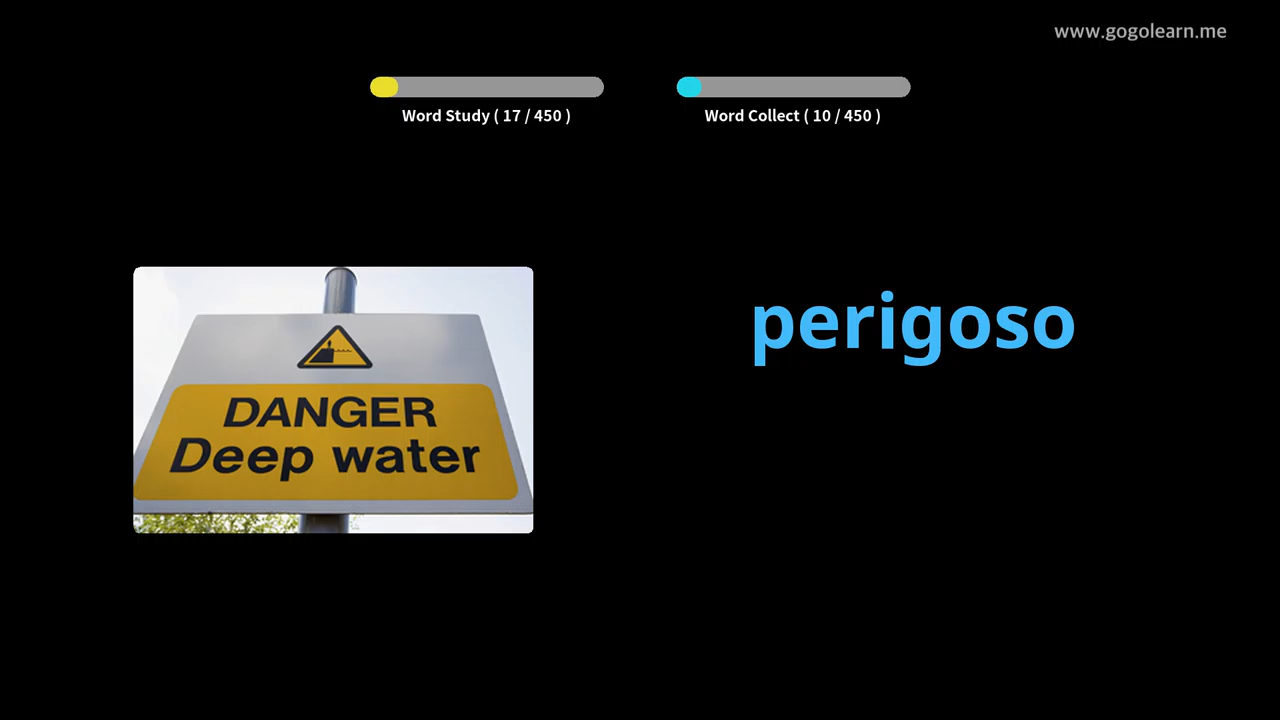 www.gogolearn.me
Word Study ( 17 / 450 )
Word Collect ( 10 / 450 )
DANGER
Deep water
perigoso